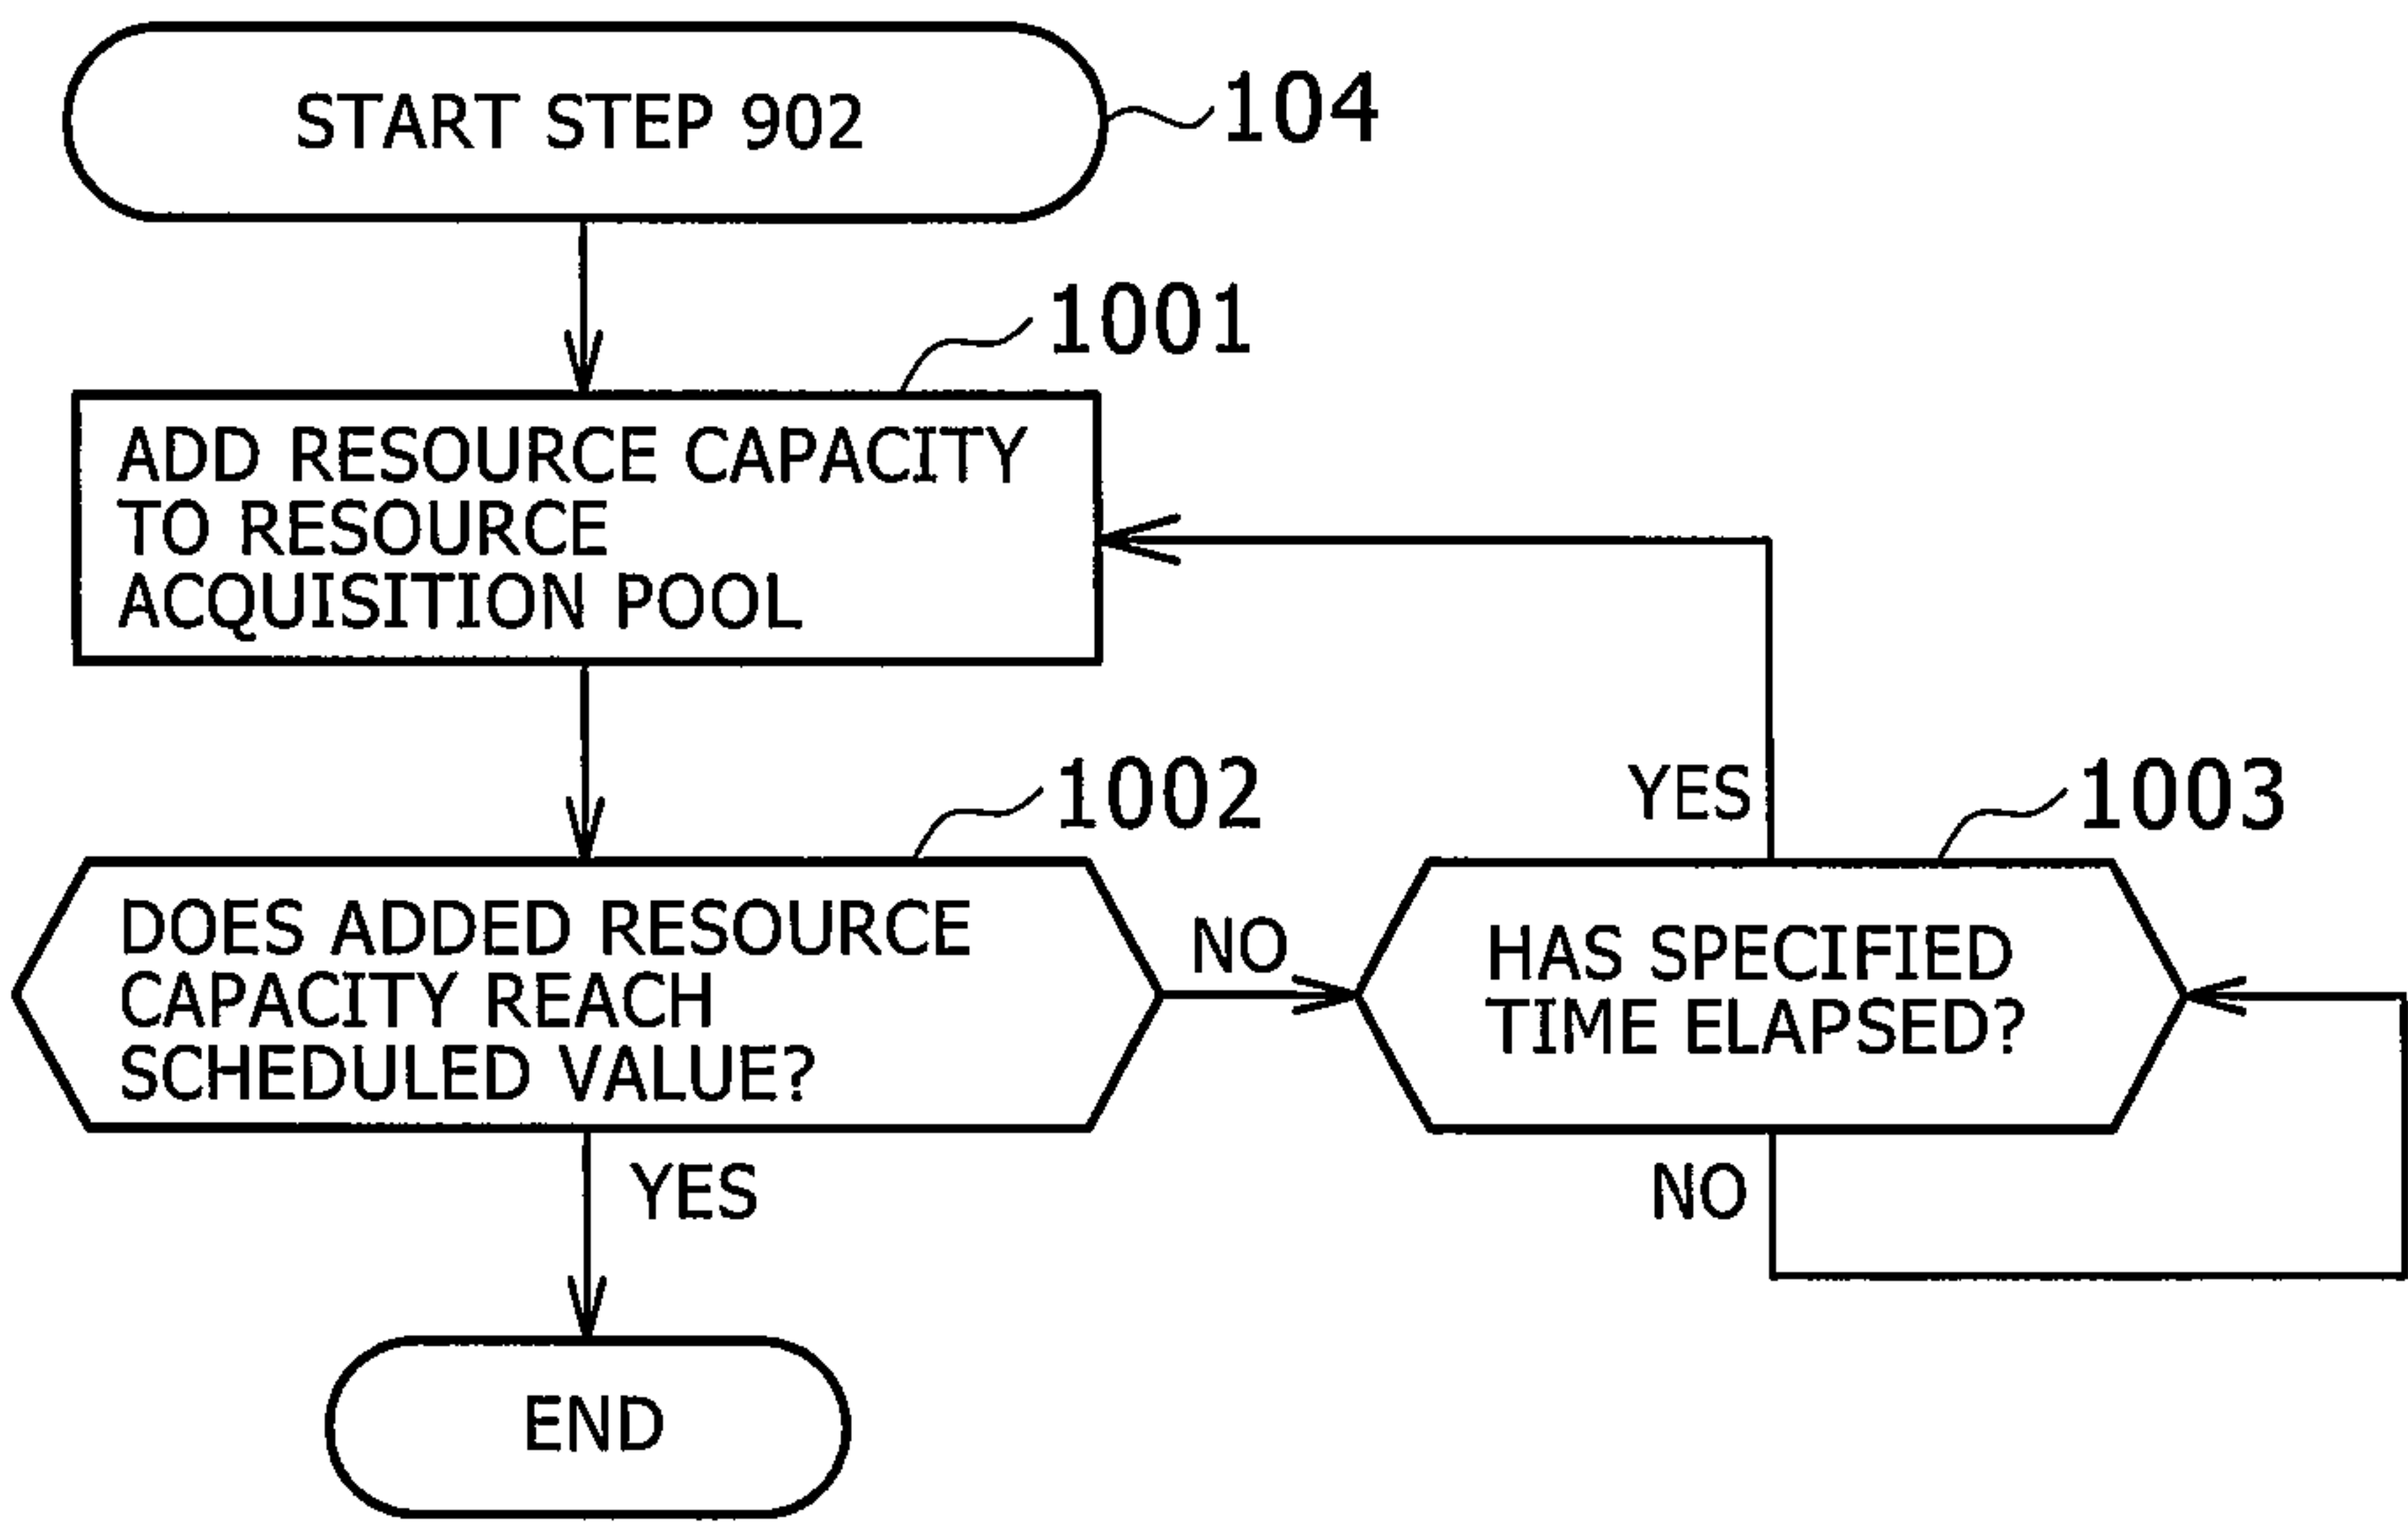 START STEP 902
104
1001
ADD RESOURCE CAPACITY
TO RESOURCE
ACQUISITION POOL
1002
DOES ADDED RESOURCE
CAPACITY REACH
SCHEDULED VALUE?
NO
YES
1003
HAS SPECIFIED
TIME ELAPSED?
YES
NO
END